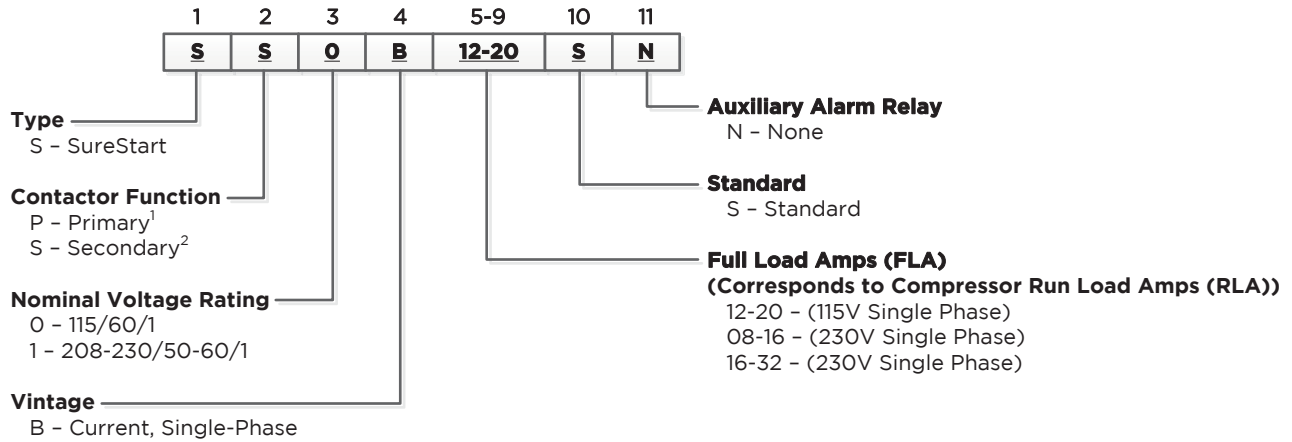 1 2 3 4 5-9 10 11
S S 0 B 12-20 S N
Type
S – SureStart
Contactor Function
P – Primary1
S – Secondary2
Nominal Voltage Rating
0 – 115/60/1
1 – 208-230/50-60/1
Vintage
B – Current, Single-Phase
Auxiliary Alarm Relay
N – None
Standard
S – Standard
Full Load Amps (FLA)
(Corresponds to Compressor Run Load Amps (RLA))
12-20 – (115V Single Phase)
08-16 – (230V Single Phase)
16-32 – (230V Single Phase)